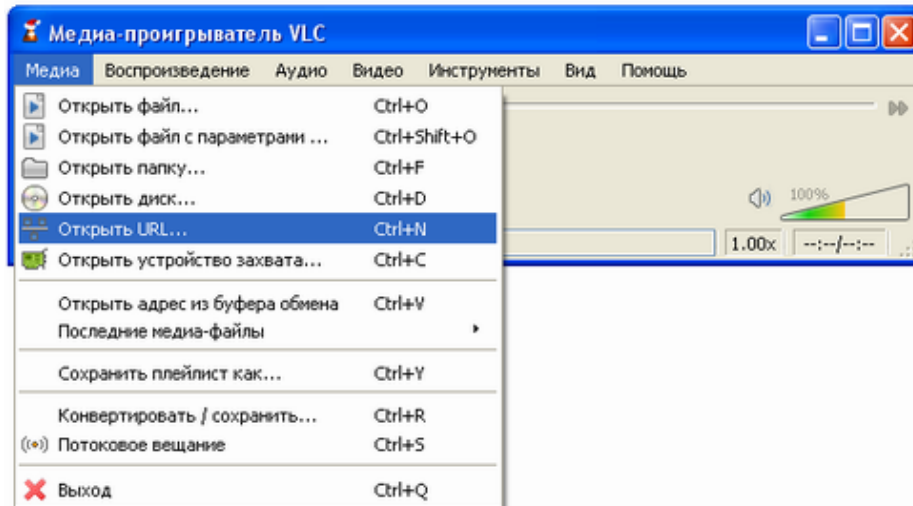 Медиа-проигрыватель VLC
Медиа Воспроизведение Аудио Видео Инструменты Вид Помощь
Открыть файл... Ctrl+O
Открыть файл с параметрами ... Ctrl+Shift+O
Открыть папку... Ctrl+F
Открыть диск... Ctrl+D
100%
Открыть URL... Ctrl+N
1.00x --:--/--:--
Открыть устройство захвата... Ctrl+C
Открыть адрес из буфера обмена Ctrl+V
Последние медиа-файлы
Сохранить плейлист как... Ctrl+Y
Конвертировать / сохранить... Ctrl+R
Потоковое вещание Ctrl+S
Выход Ctrl+Q